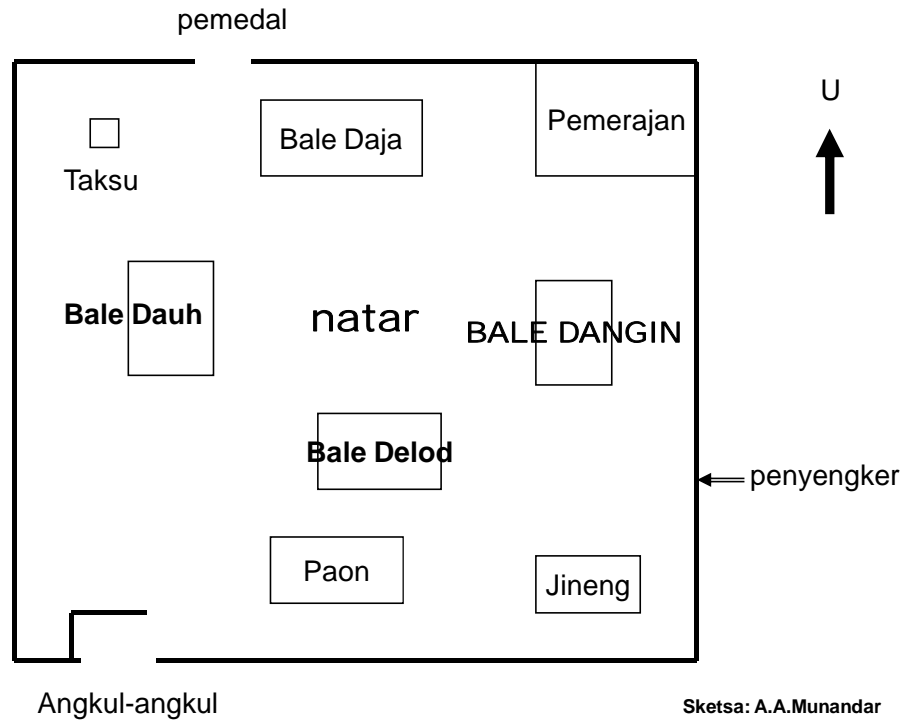 pemedal
U
Bale Daja
Pemerajan
Taksu
Bale Dauh
natar
BALE DANGIN
Bale Delod
penyengker
Paon
Jineng
Angkul-angkul
Sketsa: A.A.Munandar